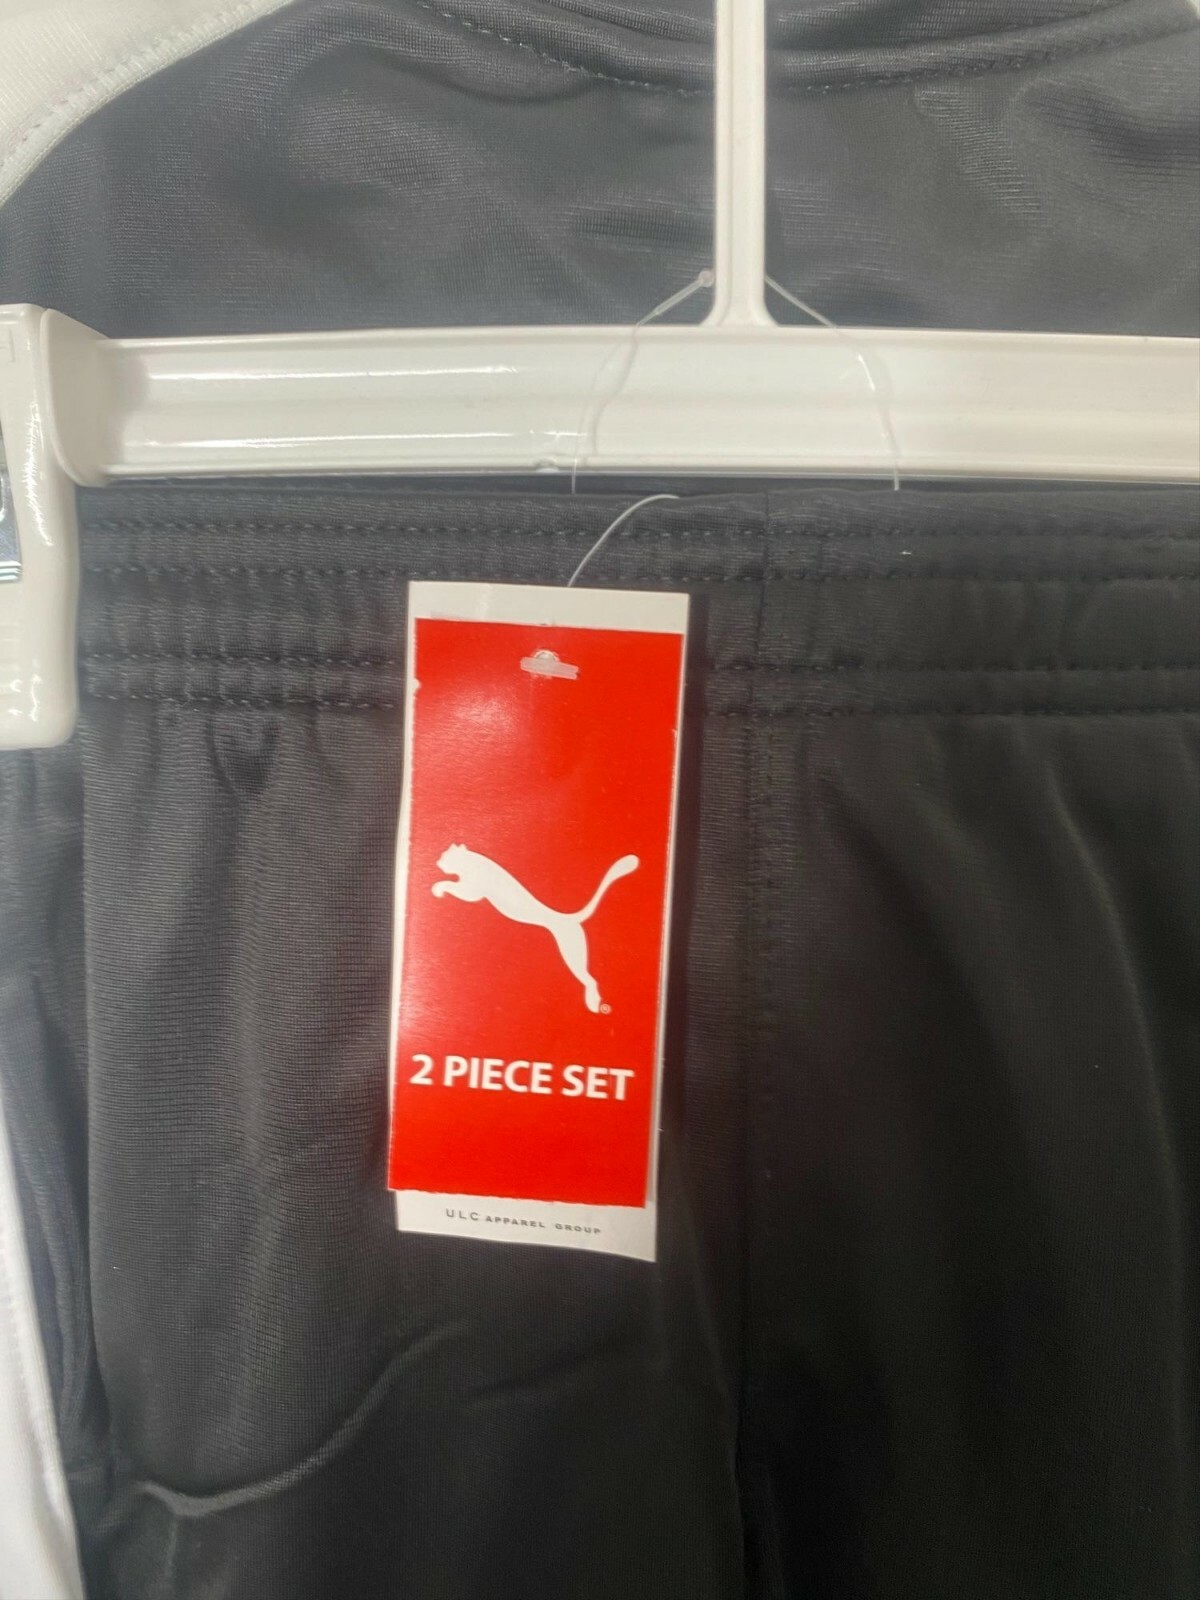 ®
2 PIECE SET
ULC APPAREL GROUP